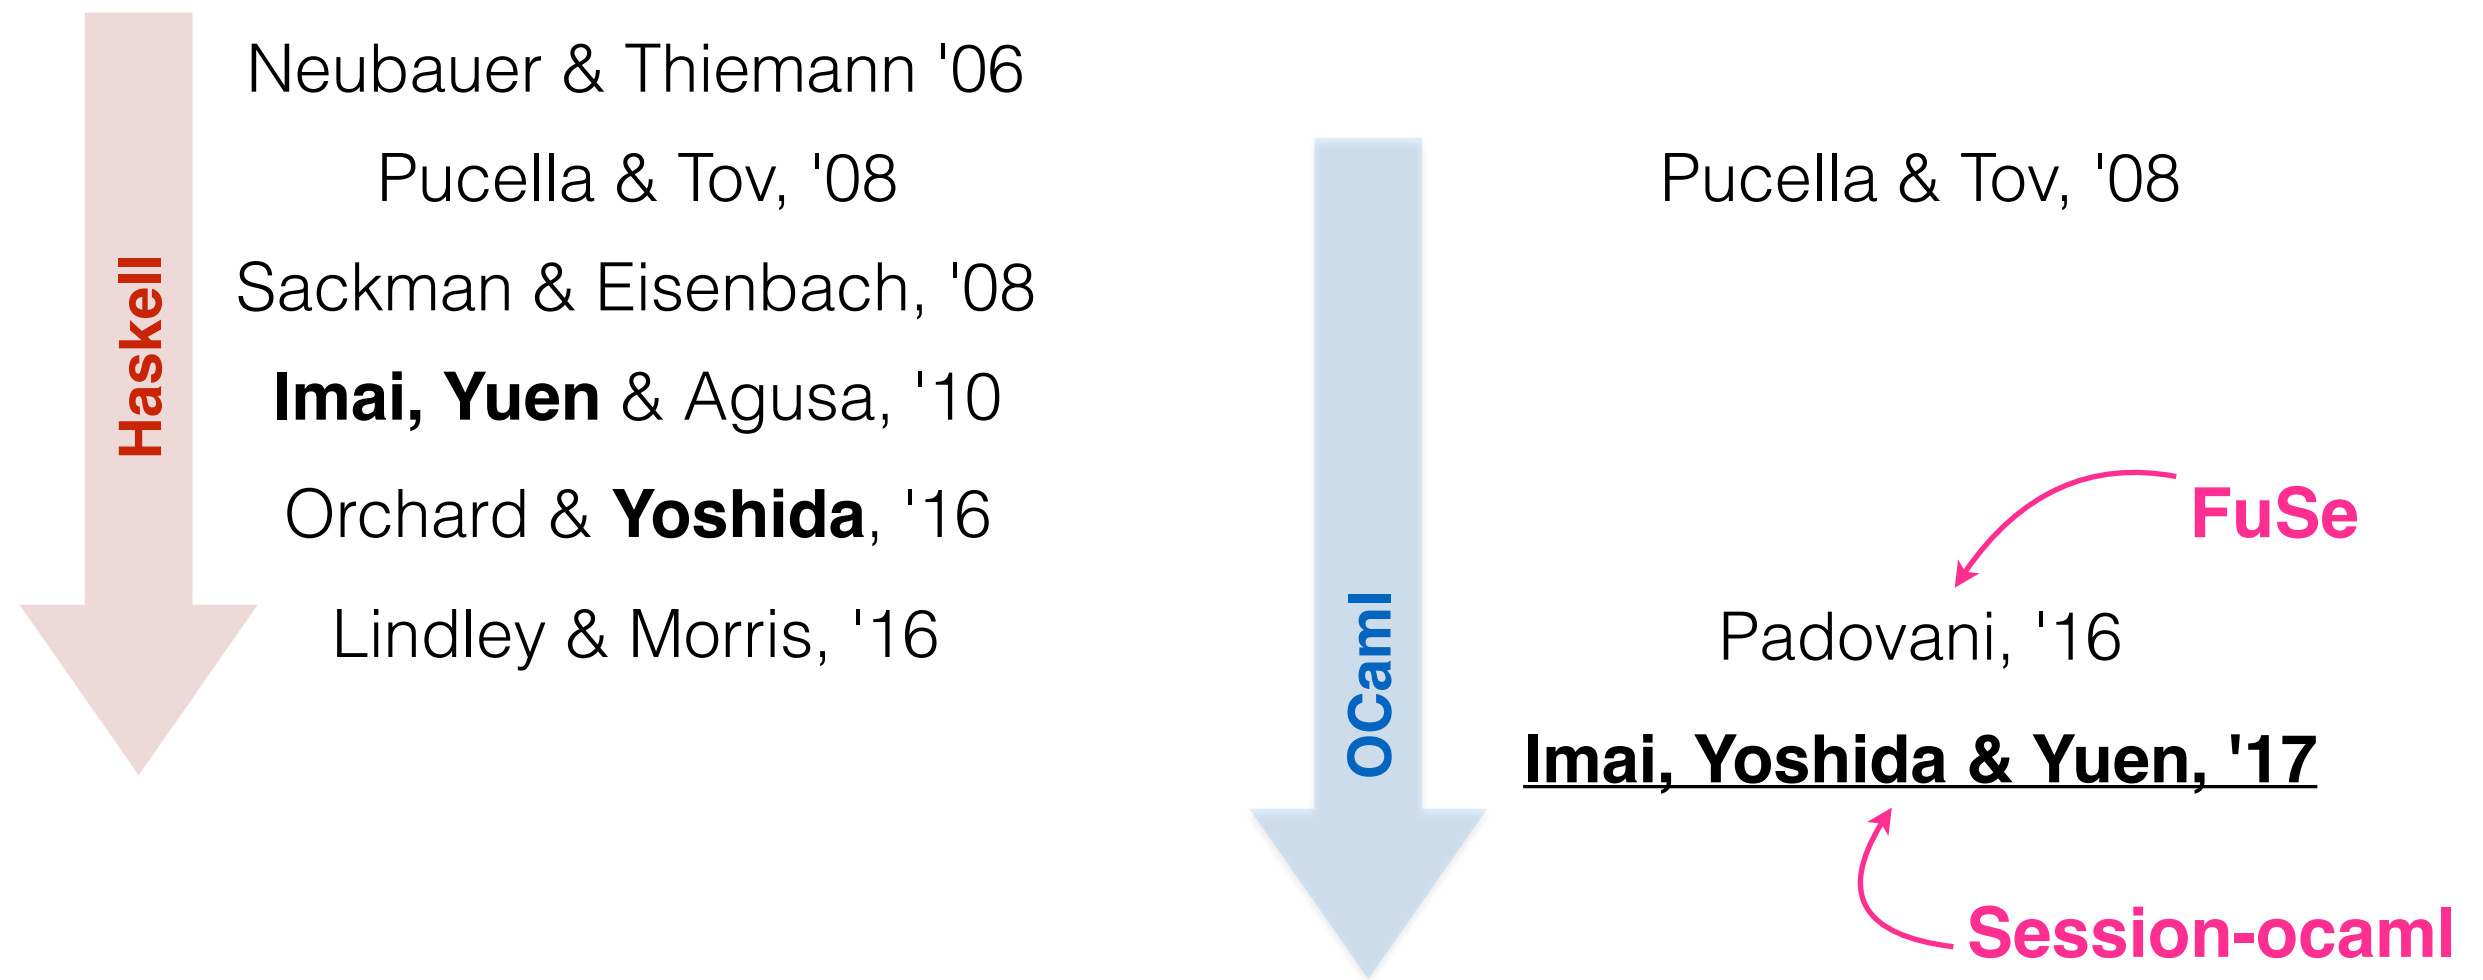 Haskell
Neubauer & Thiemann '06
Pucella & Tov, '08
Sackman & Eisenbach, '08
Imai, Yuen & Agusa, '10
Orchard & Yoshida, '16
Lindley & Morris, '16
OCaml
Pucella & Tov, '08
FuSe
Padovani, '16
Imai, Yoshida & Yuen, '17
Session-ocaml